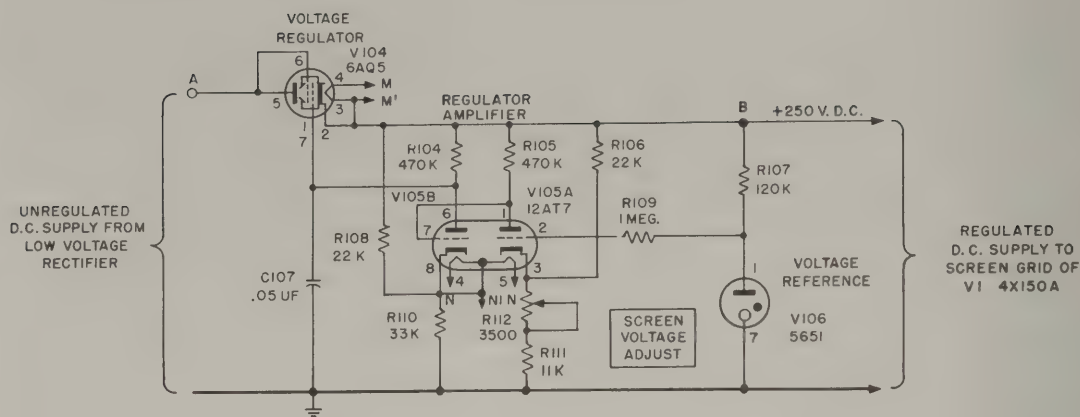 VOLTAGE
REGULATOR
V104
6AQ5
A
6
5
4
3
M
M'
1
7
2
REGULATOR
AMPLIFIER
B
+250 V. D.C.
R104
470K
R105
470K
R106
22K
R107
120K
V105B
V105A
12AT7
R109
1 MEG.
6
1
7
2
UNREGULATED
D.C. SUPPLY FROM
LOW VOLTAGE
RECTIFIER
R108
22K
REGULATED
D.C. SUPPLY TO
SCREEN GRID OF
V1 4X150A
8
4
5
3
N
N1
N
C107
.05UF
R110
33K
R112
3500
R111
11K
SCREEN
VOLTAGE
ADJUST
VOLTAGE
REFERENCE
1
V106
5651
7